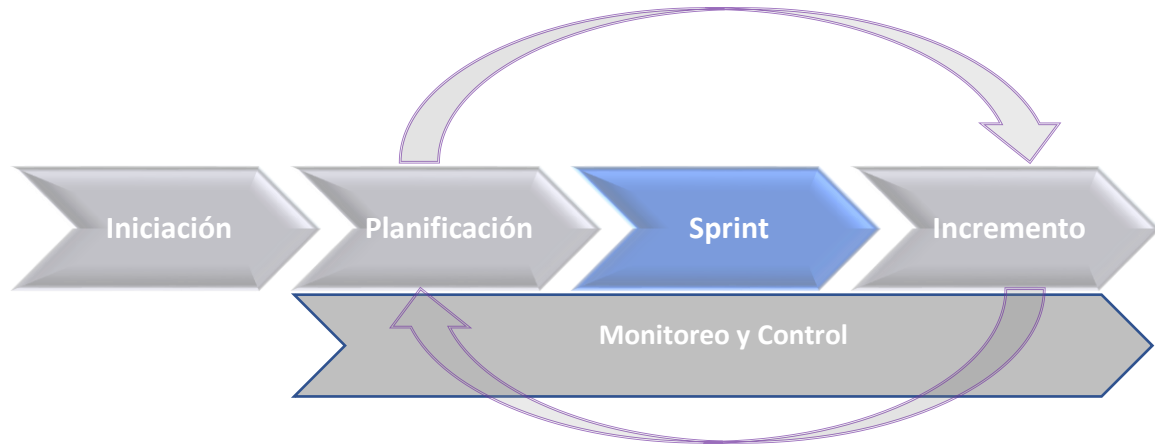 Iniciación
Planificación
Sprint
Incremento
Monitoreo y Control